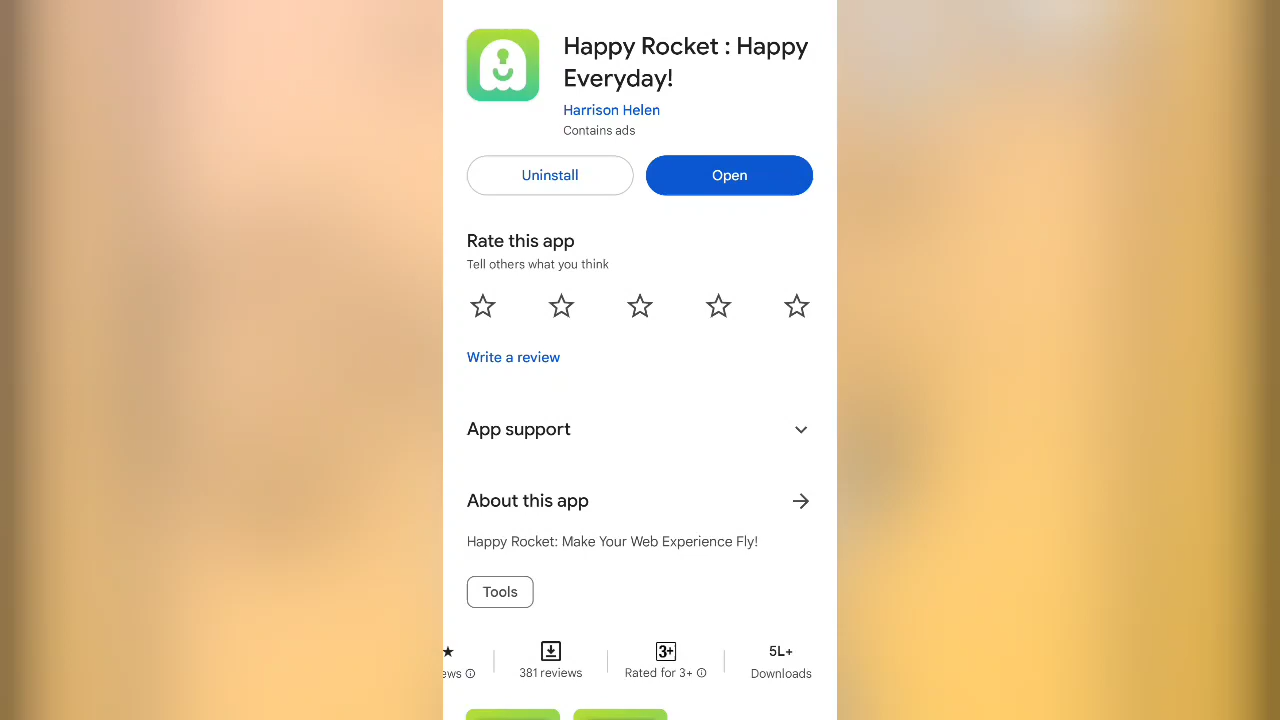 Happy Rocket : Happy
Everyday!
Harrison Helen
Contains ads
Uninstall
Open
Rate this app
Tell others what you think
Write a review
App support
About this app
Happy Rocket: Make Your Web Experience Fly!
Tools
3+
5L+
381 reviews
Rated for 3+
Downloads